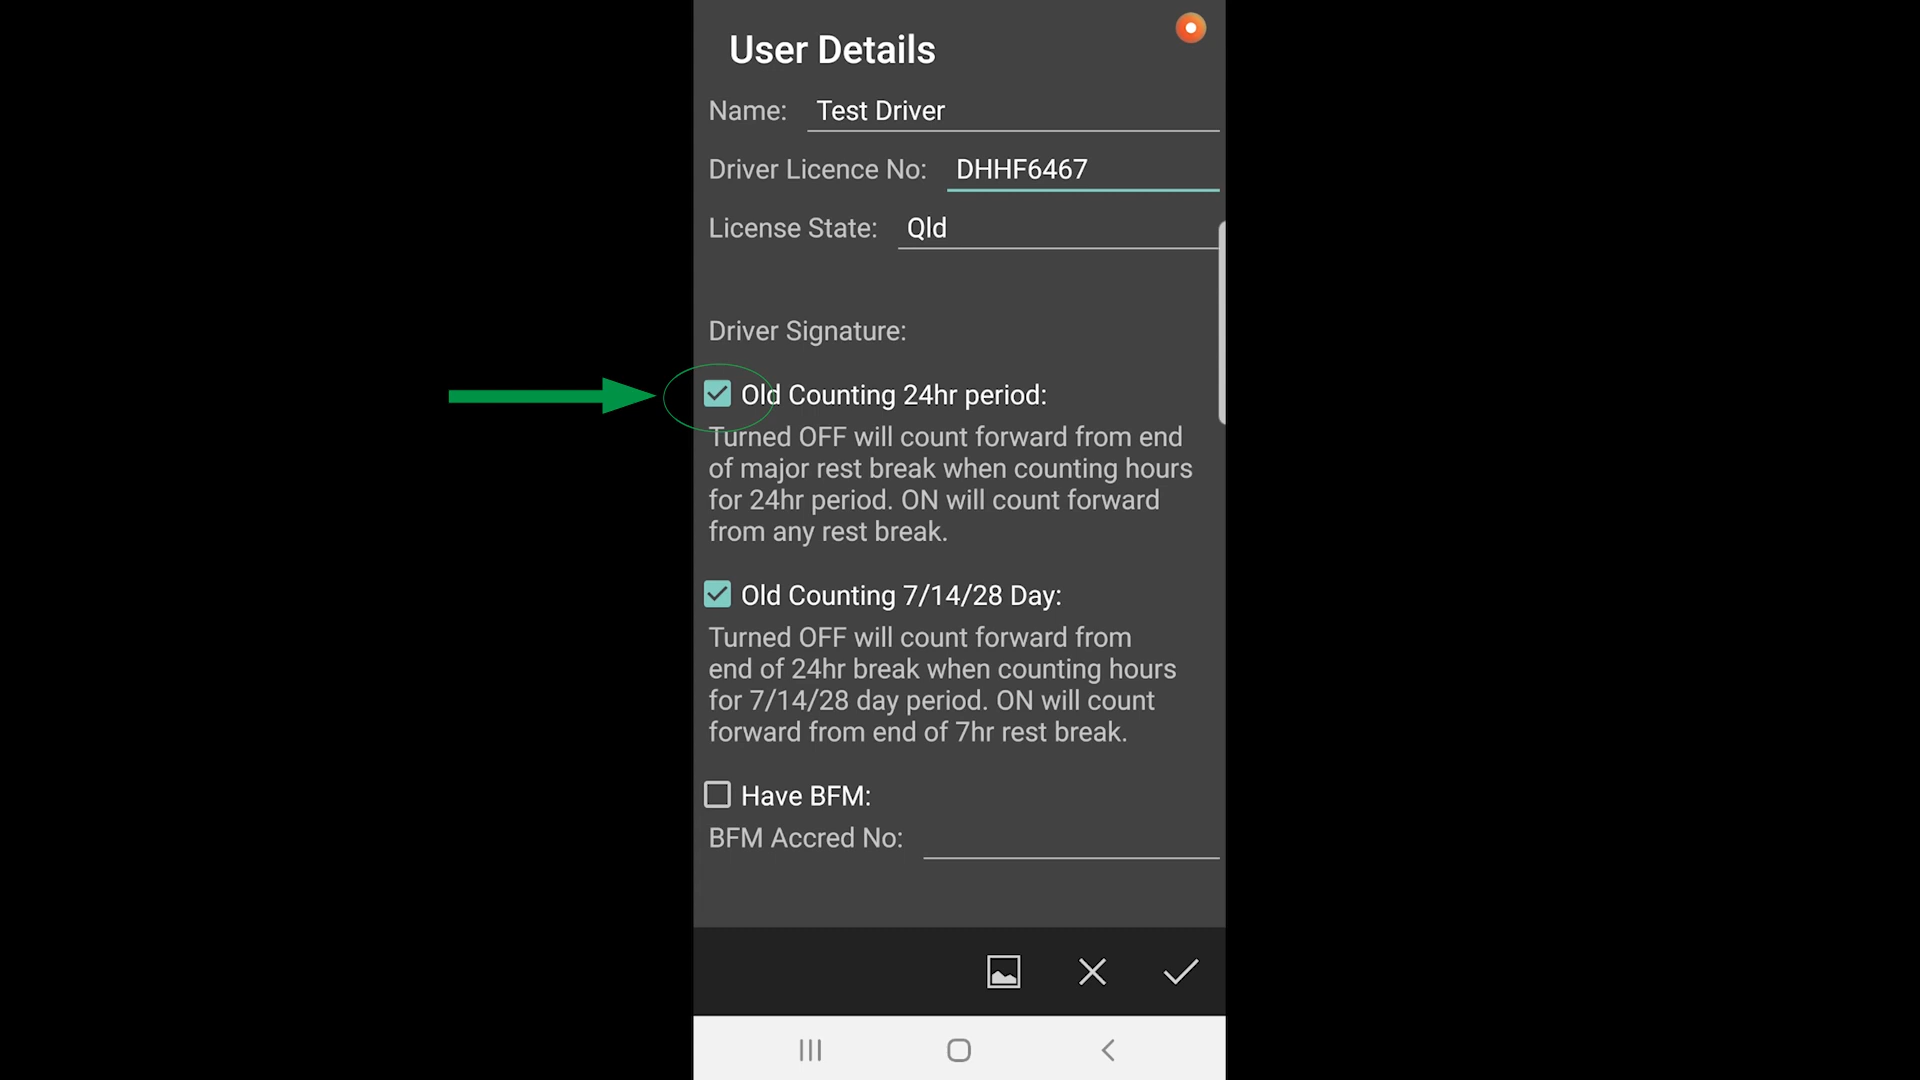 User Details
Name: Test Driver
Driver Licence No: DHHF6467
License State: Qld
Driver Signature:
Old Counting 24hr period:
Turned OFF will count forward from end
of major rest break when counting hours
for 24hr period. ON will count forward
from any rest break.
Old Counting 7/14/28 Day:
Turned OFF will count forward from
end of 24hr break when counting hours
for 7/14/28 day period. ON will count
forward from end of 7hr rest break.
Have BFM:
BFM Accred No: